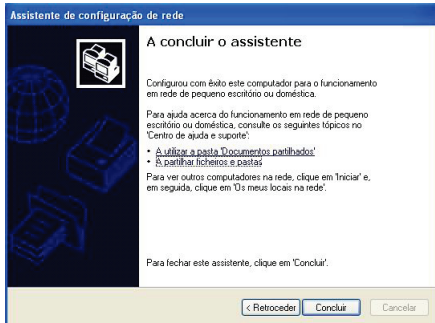 Assistente de configuração de rede
A concluir o assistente
Configurou com êxito este computador para o funcionamento
em rede de pequeno escritório ou doméstica.
Para ajuda acerca do funcionamento em rede de pequeno
escritório ou doméstica, consulte os seguintes tópicos no
'Centro de ajuda e suporte':
• A utilizar a pasta 'Documentos partilhados'
• A partilhar ficheiros e pastas
Para ver outros computadores na rede, clique em 'Iniciar' e,
em seguida, clique em 'Os meus locais na rede'.
Para fechar este assistente, clique em 'Concluir'.
< Retroceder Concluir Cancelar